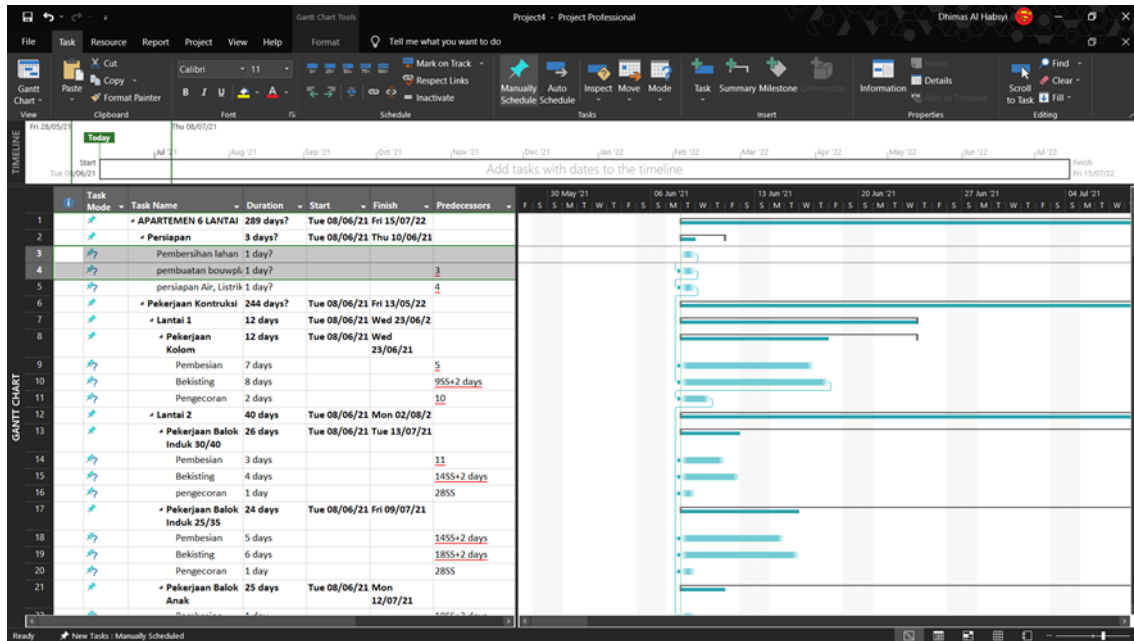 Gantt Chart Tools
Project4 - Project Professional
Dhimas Al Habsyi
File Task Resource Report Project View Help Format Tell me what you want to do
Gantt Chart
View
Paste
Cut
Copy
Format Painter
Clipboard
Calibri 11
B I U A
Font
Mark on Track
Respect Links
Inactivate
Schedule
Manually Schedule
Auto Schedule
Inspect
Move
Mode
Tasks
Task
Summary
Milestone
Deliverable
Insert
Information
Notes
Details
Add to Timeline
Properties
Scroll to Task
Find
Clear
Fill
Editing
TIMELINE
Fri 28/05/21 Thu 08/07/21
Today
Jul '21 Aug '21 Sep '21 Oct '21 Nov '21 Dec '21 Jan '22 Feb '22 Mar '22 Apr '22 May '22 Jun '22 Jul '22
Start
Tue 08/06/21
Add tasks with dates to the timeline
Finish
Fri 15/07/22
GANTT CHART
Task Mode Task Name Duration Start Finish Predecessors
30 May '21 06 Jun '21 13 Jun '21 20 Jun '21 27 Jun '21 04 Jul '21
F S S M T W T F S S M T W T F S S M T W T F S S M T W T F S S M T W T F S S M T W
1 APARTEMEN 6 LANTAI 289 days? Tue 08/06/21 Fri 15/07/22
2 Persiapan 3 days? Tue 08/06/21 Thu 10/06/21
3 Pembersihan lahan 1 day?
4 pembuatan bouwpl 1 day? 3
5 persiapan Air, Listrik 1 day? 4
6 Pekerjaan Kontruksi 244 days? Tue 08/06/21 Fri 13/05/22
7 Lantai 1 12 days Tue 08/06/21 Wed 23/06/2
8 Pekerjaan Kolom 12 days Tue 08/06/21 Wed 23/06/21
9 Pembesian 7 days 5
10 Bekisting 8 days 9SS+2 days
11 Pengecoran 2 days 10
12 Lantai 2 40 days Tue 08/06/21 Mon 02/08/2
13 Pekerjaan Balok Induk 30/40 26 days Tue 08/06/21 Tue 13/07/21
14 Pembesian 3 days 11
15 Bekisting 4 days 14SS+2 days
16 pengecoran 1 day 28SS
17 Pekerjaan Balok Induk 25/35 24 days Tue 08/06/21 Fri 09/07/21
18 Pembesian 5 days 14SS+2 days
19 Bekisting 6 days 18SS+2 days
20 Pengecoran 1 day 28SS
21 Pekerjaan Balok Anak 25 days Tue 08/06/21 Mon 12/07/21
Ready New Tasks : Manually Scheduled